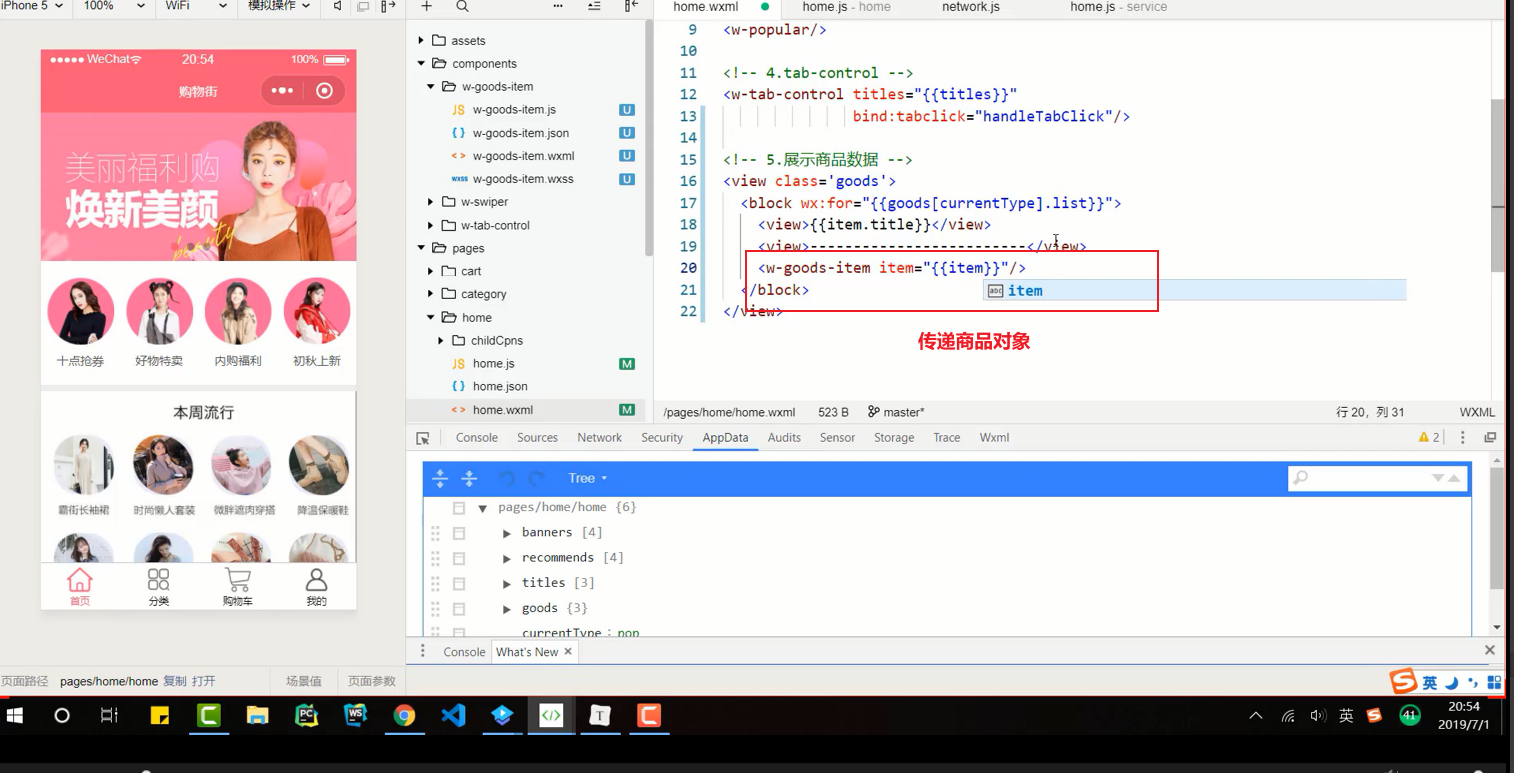 iPhone 5 100% WiFi 模拟操作
WeChat 20:54 100%
购物街
美丽福利购
焕新美颜
beauty
十点抢券 好物特卖 内购福利 初秋上新
本周流行
霸街长袖裙 时尚懒人套装 微胖遮肉穿搭 降温保暖鞋
首页 分类 购物车 我的
页面路径 pages/home/home 复制 打开 场景值 页面参数
assets
components
w-goods-item
JS w-goods-item.js U
{ } w-goods-item.json U
<> w-goods-item.wxml U
wxss w-goods-item.wxss U
w-swiper
w-tab-control
pages
cart
category
home
childCpns
JS home.js M
{ } home.json
<> home.wxml M
home.wxml home.js - home network.js home.js - service
9 <w-popular/>
10
11 <!-- 4.tab-control -->
12 <w-tab-control titles="{{titles}}"
13 bind:tabclick="handleTabClick"/>
14
15 <!-- 5.展示商品数据 -->
16 <view class='goods'>
17 <block wx:for="{{goods[currentType].list}}">
18 <view>{{item.title}}</view>
19 <view>-------------------------</view>
20 <w-goods-item item="{{item}}"/>
21 </block>
abc item
22 </view>
传递商品对象
/pages/home/home.wxml 523 B master* 行 20，列 31 WXML
Console Sources Network Security AppData Audits Sensor Storage Trace Wxml 2
Tree
pages/home/home {6}
banners [4]
recommends [4]
titles [3]
goods {3}
currentType : pop
Console What's New
英
PC WS T 英 41
20:54
2019/7/1